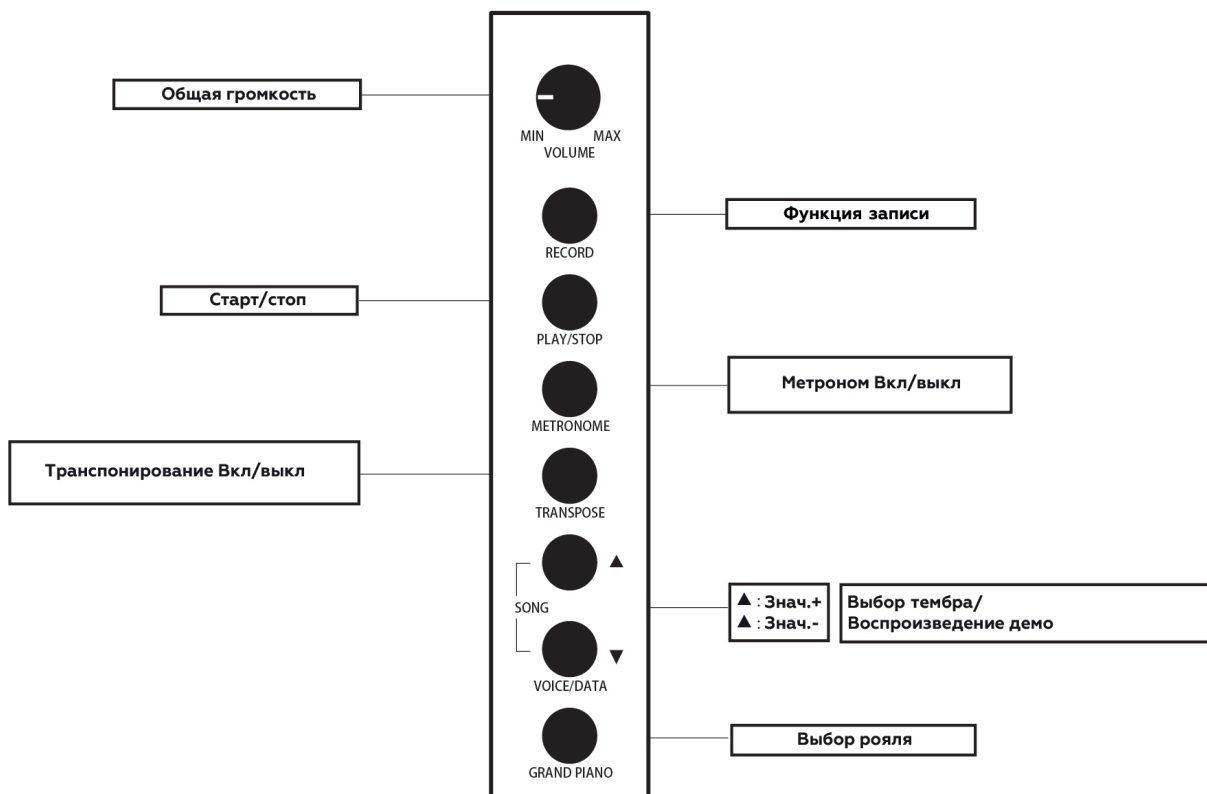 Общая громкость
MIN MAX
VOLUME
Функция записи
RECORD
Старт/стоп
PLAY/STOP
Метроном Вкл/выкл
METRONOME
Транспонирование Вкл/выкл
TRANSPOSE
▲
SONG
▲ : Знач.+
▲ : Знач.-
Выбор тембра/
Воспроизведение демо
▼
VOICE/DATA
Выбор рояля
GRAND PIANO